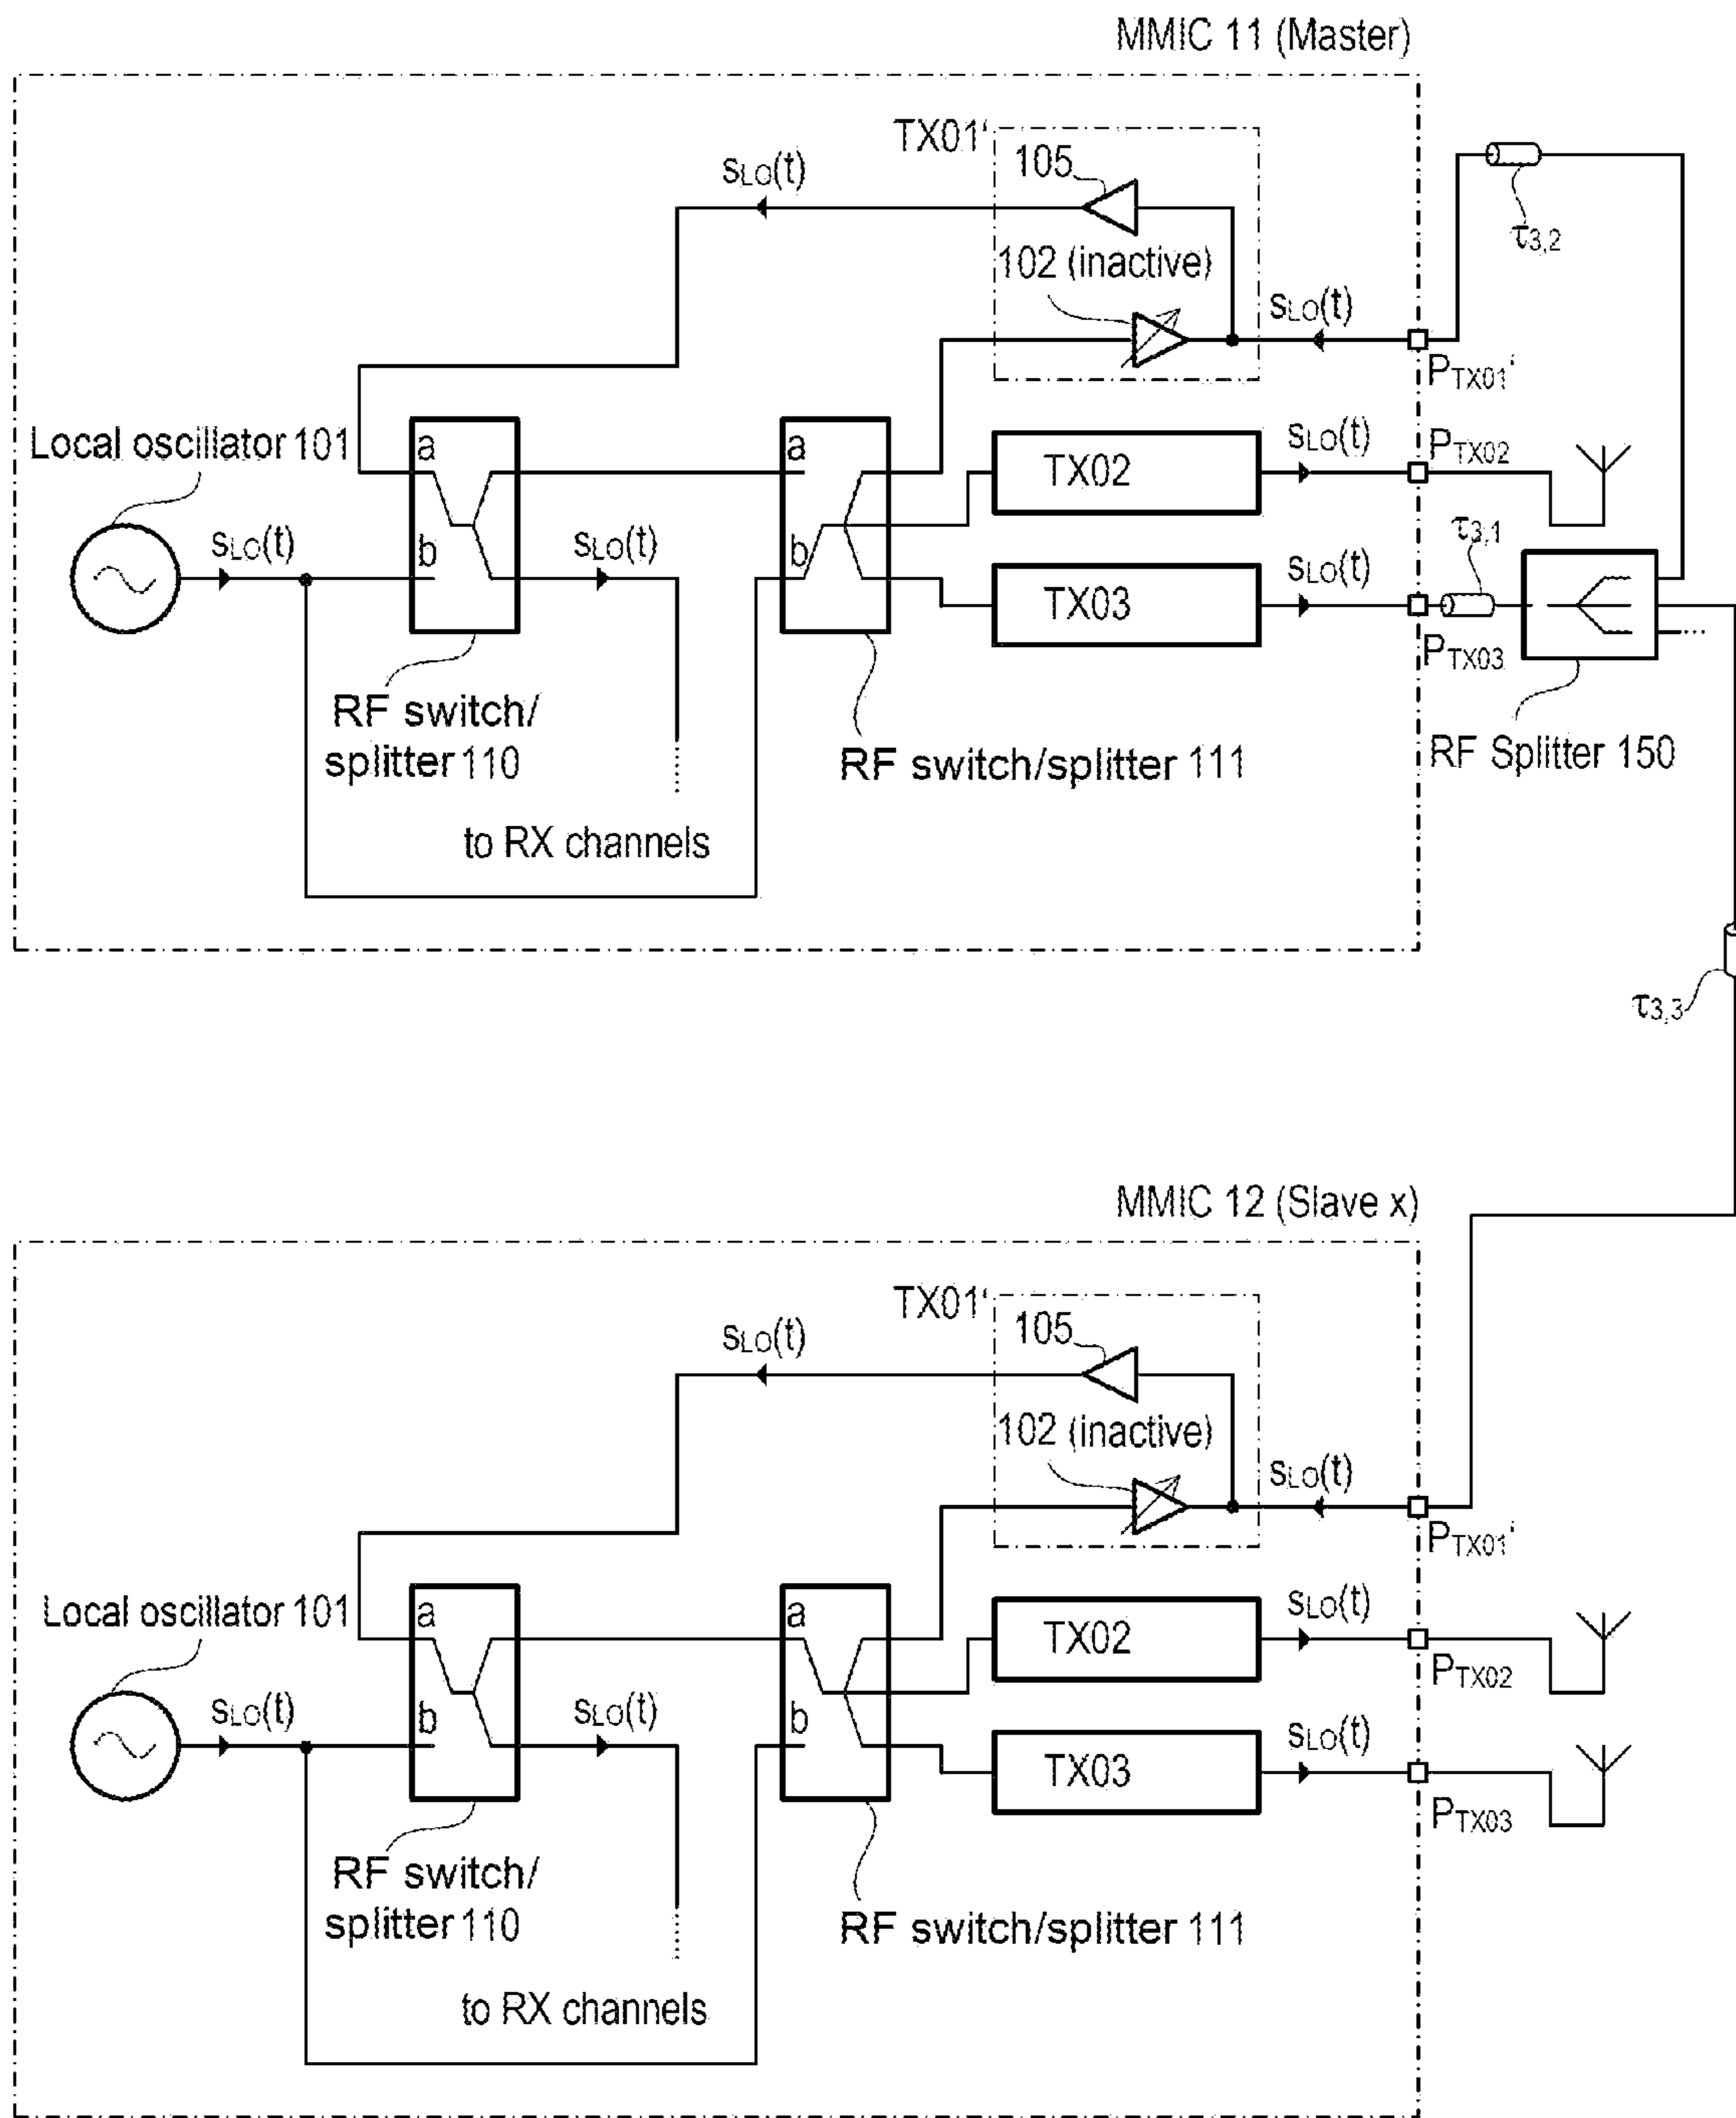 MMIC 11 (Master)
TX01'
105
sLO(t)
τ3,2
102 (inactive)
sLO(t)
PTX01'
Local oscillator 101
a
a
sLO(t)
PTX02
TX02
sLO(t)
b
sLO(t)
b
τ3,1
sLO(t)
TX03
PTX03
RF switch/
splitter 110
RF switch/splitter 111
RF Splitter 150
to RX channels
τ3,3
MMIC 12 (Slave x)
TX01'
105
sLO(t)
102 (inactive)
sLO(t)
PTX01'
Local oscillator 101
a
a
sLO(t)
TX02
PTX02
sLO(t)
b
sLO(t)
b
sLO(t)
TX03
PTX03
RF switch/
splitter 110
RF switch/splitter 111
to RX channels